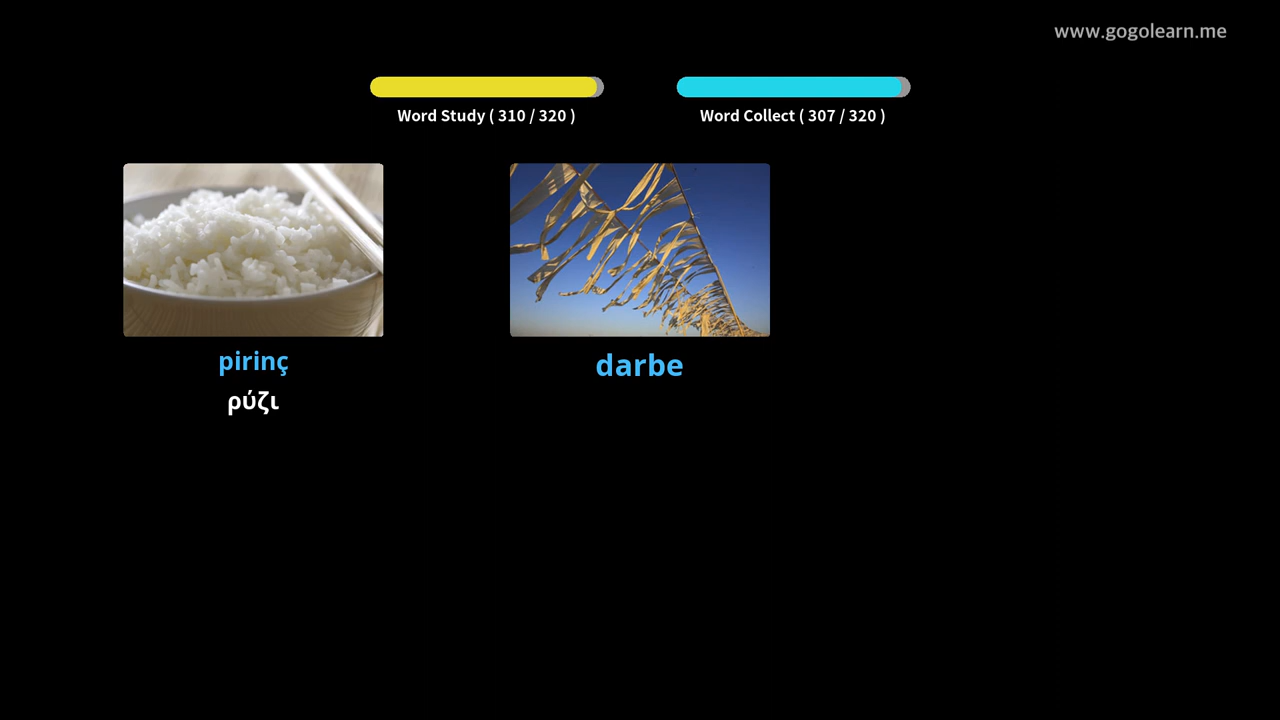 www.gogolearn.me
Word Study ( 310 / 320 )
Word Collect ( 307 / 320 )
pirinç
ρύζι
darbe